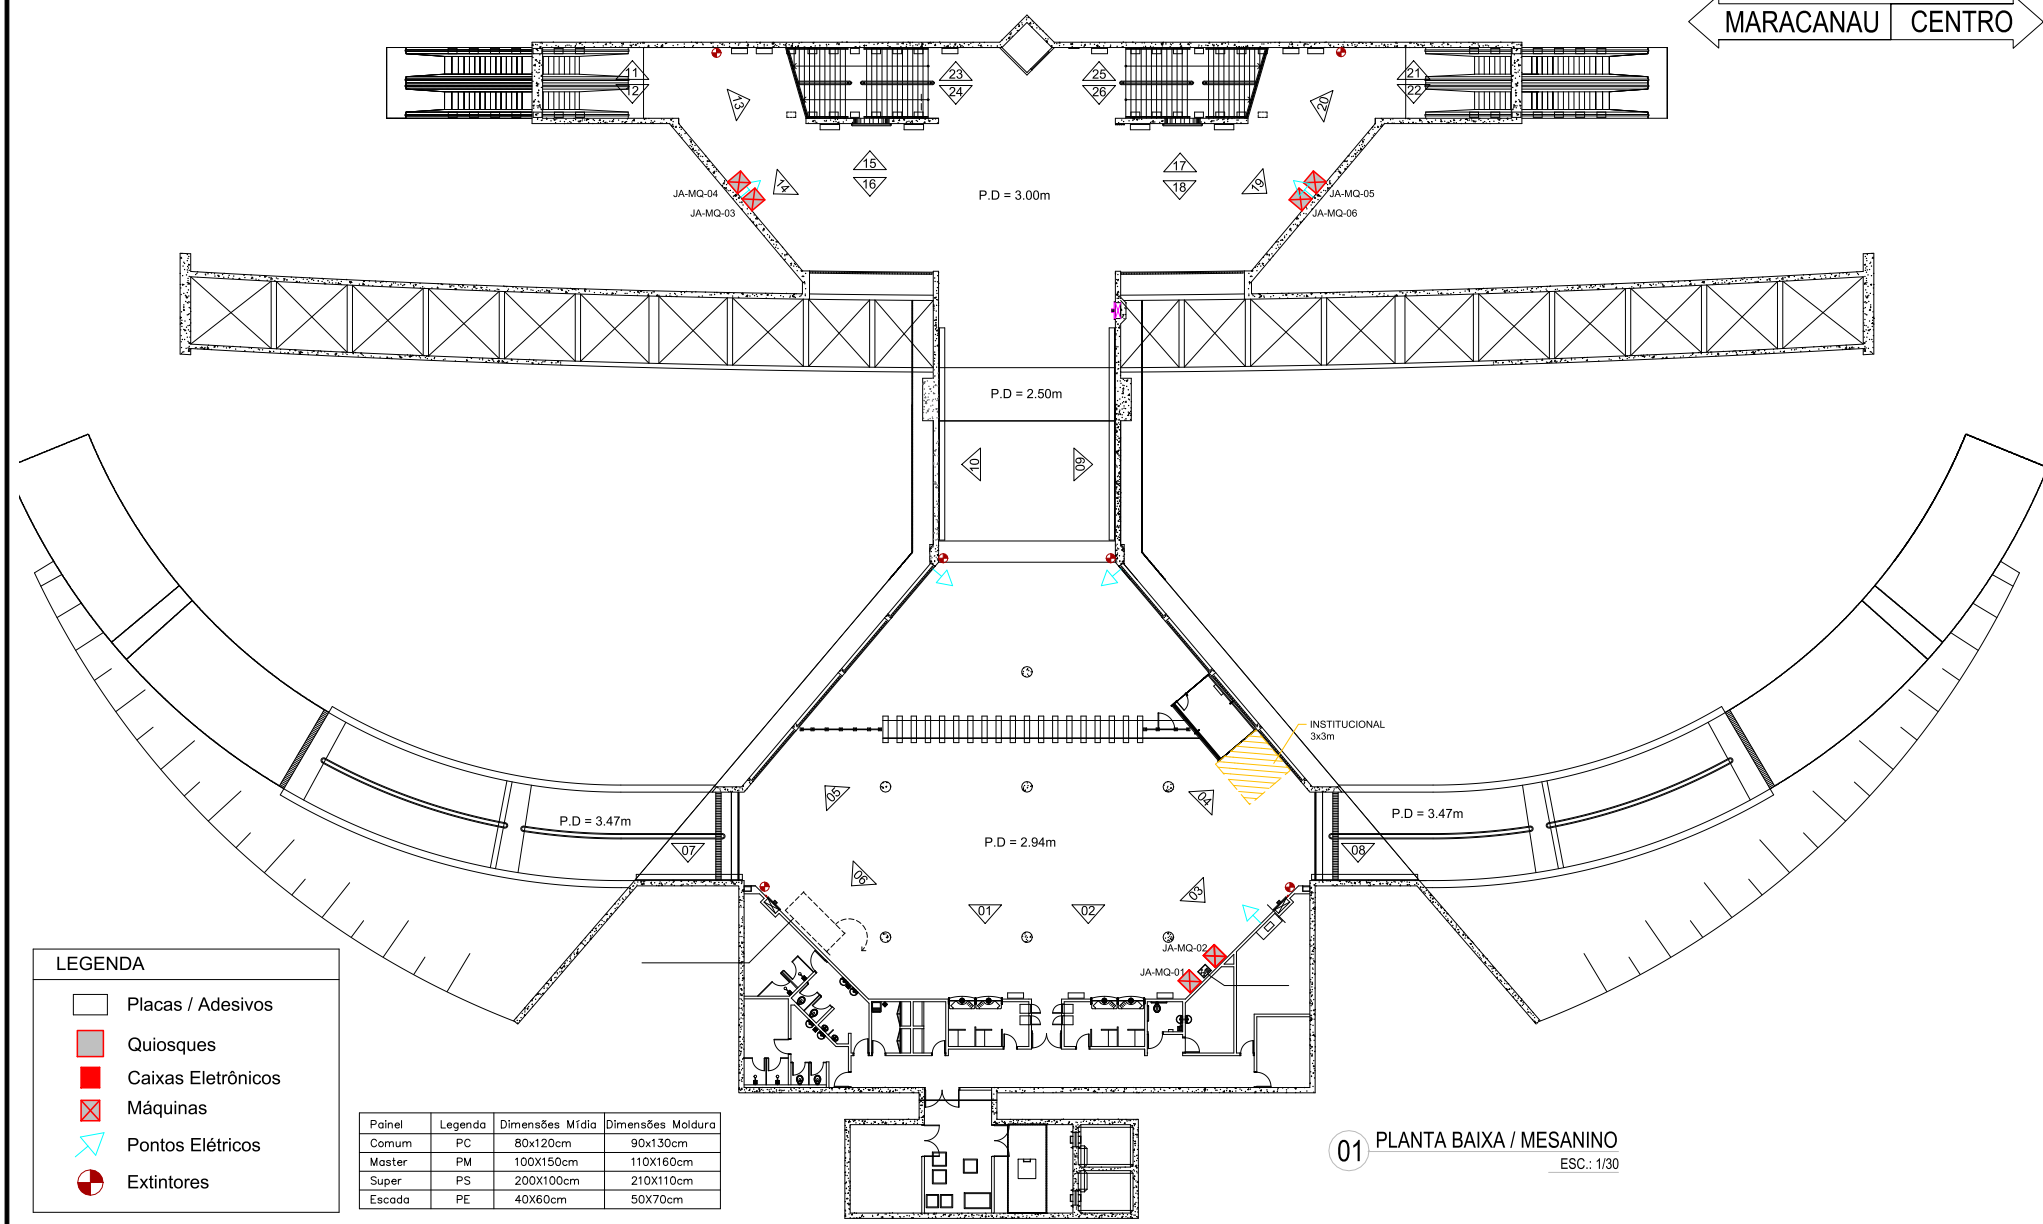 MARACANAU CENTRO
11
12
23
24
25
26
21
22
13
20
15
16
17
18
14
19
JA-MQ-04
JA-MQ-03
JA-MQ-05
JA-MQ-06
P.D = 3.00m
P.D = 2.50m
10
09
INSTITUCIONAL
3x3m
05
04
P.D = 3.47m
P.D = 3.47m
P.D = 2.94m
07
08
06
03
01
02
JA-MQ-02
JA-MQ-01
LEGENDA
Placas / Adesivos
Quiosques
Caixas Eletrônicos
Máquinas
Pontos Elétricos
Extintores
Painel Legenda Dimensões Mídia Dimensões Moldura
Comum PC 80x120cm 90x130cm
Master PM 100X150cm 110X160cm
Super PS 200X100cm 210X110cm
Escada PE 40X60cm 50X70cm
01 PLANTA BAIXA / MESANINO
ESC.: 1/30